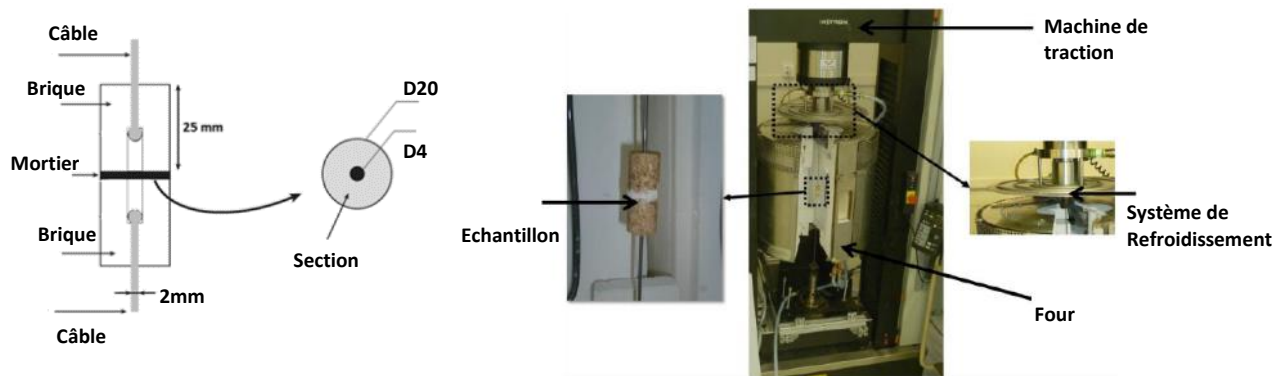 Câble
Brique
25 mm
Mortier
Brique
2mm
Câble
D20
D4
Section
Echantillon
Machine de
traction
INSTRON
Système de
Refroidissement
Four